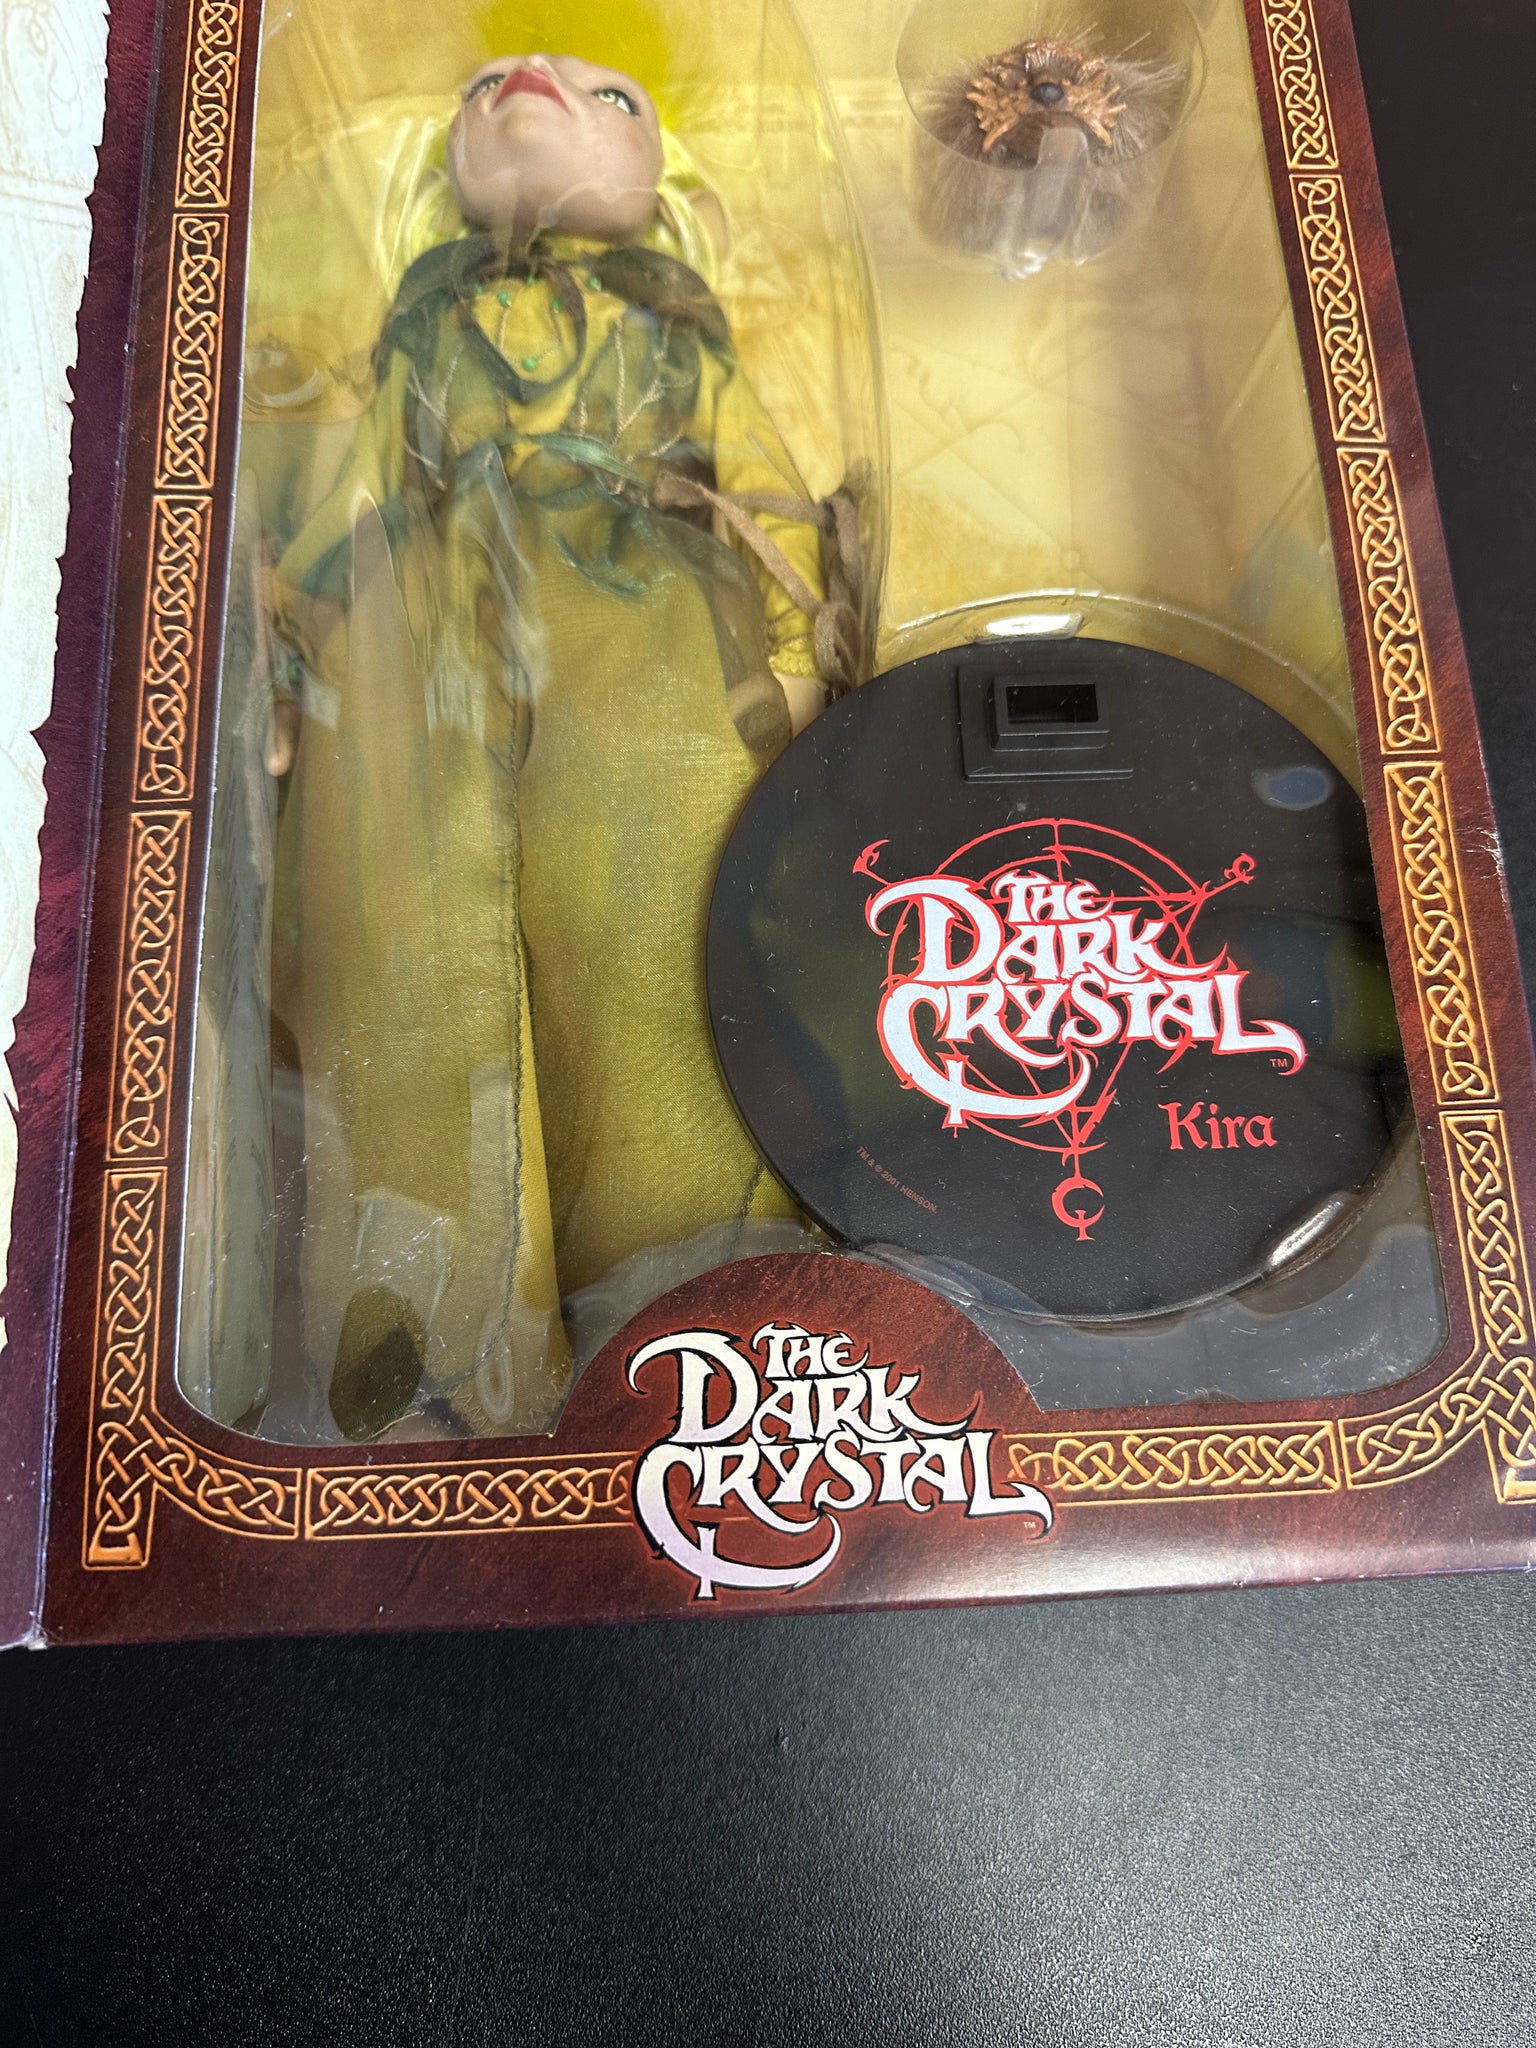 THE
DARK
CRYSTAL
TM
Kira
TM & © 2001 HENSON.
THE
DARK
CRYSTAL
TM